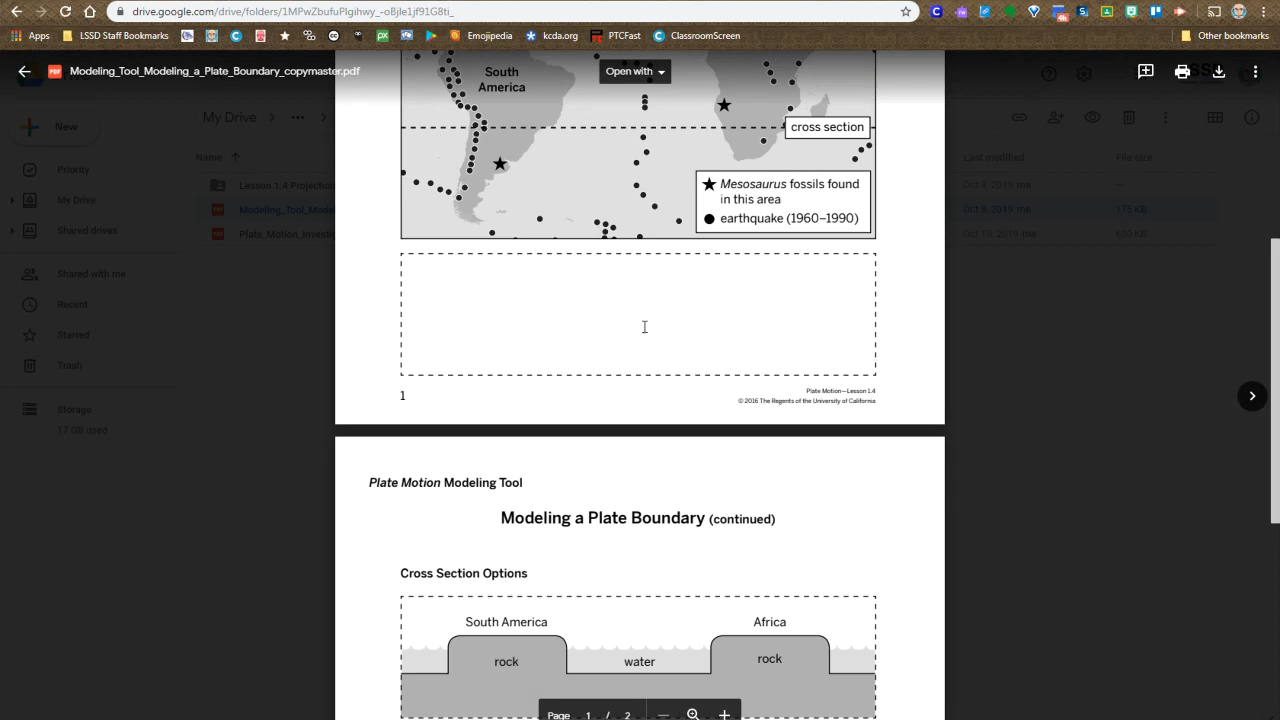 drive.google.com/drive/folders/1MPwZbufuPlgihwy_-o8jle1jf91G8ti_
Apps
LSSD Staff Bookmarks
Emojipedia
kcda.org
PTCFast
ClassroomScreen
Other bookmarks
Modeling_Tool_Modeling_a_Plate_Boundary_copymaster.pdf
Open with
New
My Drive
Name
Last modified
File size
Priority
My Drive
Shared drives
Shared with me
Recent
Starred
Trash
Storage
17 GB used
Lesson 1.4 Projection
Oct 9, 2019 me
Modeling_Tool_Mode
Oct 9, 2019 me
175 KB
Plate_Motion_Investig
Oct 10, 2019 me
630 KB
South
America
cross section
Mesosaurus fossils found
in this area
earthquake (1960–1990)
1
Plate Motion—Lesson 1.4
© 2016 The Regents of the University of California
Plate Motion Modeling Tool
Modeling a Plate Boundary (continued)
Cross Section Options
South America
Africa
rock
water
rock
Page 1 / 2